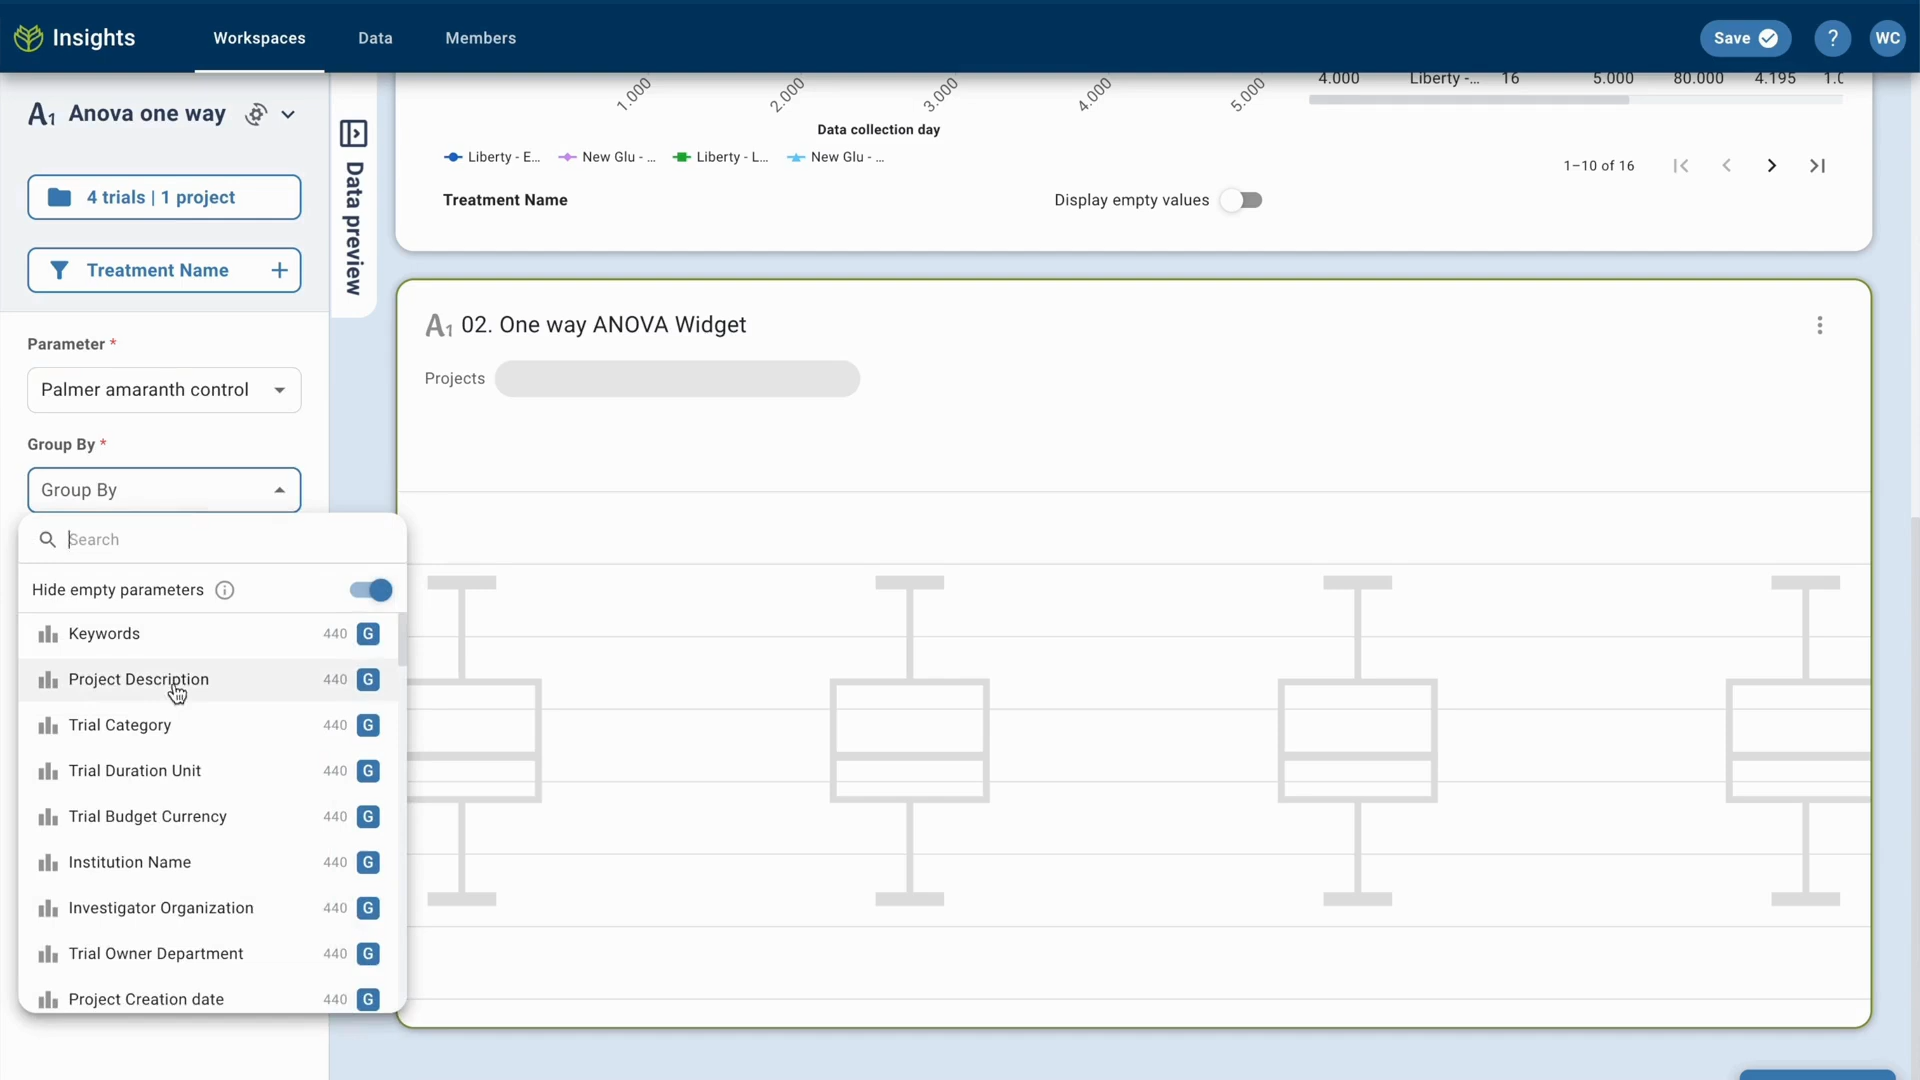 Insights
Workspaces
Data
Members
Save
?
WC
A1 Anova one way
4 trials | 1 project
Treatment Name +
Parameter *
Palmer amaranth control
Group By *
Group By
Search
Hide empty parameters
Keywords 440 G
Project Description 440 G
Trial Category 440 G
Trial Duration Unit 440 G
Trial Budget Currency 440 G
Institution Name 440 G
Investigator Organization 440 G
Trial Owner Department 440 G
Project Creation date 440 G
Data preview
1.000 2.000 3.000 4.000 5.000
Data collection day
Liberty - E... New Glu - ... Liberty - L... New Glu - ...
Treatment Name
4.000 Liberty -... 16 5.000 80.000 4.195
1–10 of 16
Display empty values
A1 02. One way ANOVA Widget
Projects